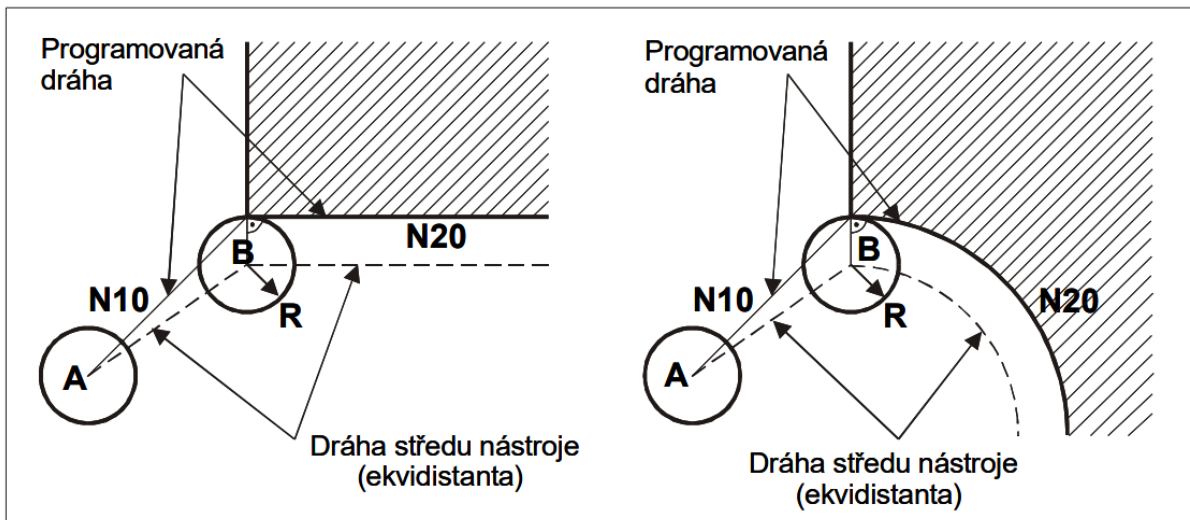 Programovaná
dráha
B
N20
N10
R
A
Dráha středu nástroje
(ekvidistanta)
Programovaná
dráha
B
N10
N20
R
A
Dráha středu nástroje
(ekvidistanta)